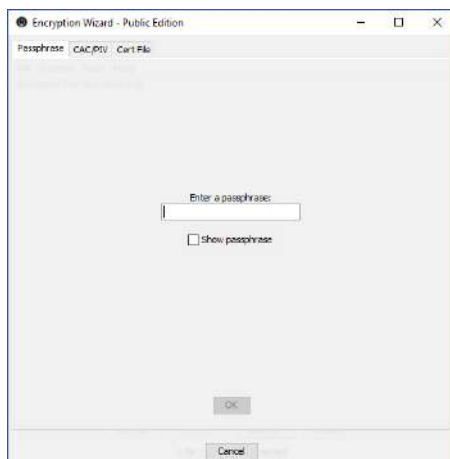 Encryption Wizard - Public Edition
Passphrase CAC/PIV Cert File
Enter a passphrase:
Show passphrase
OK
Cancel